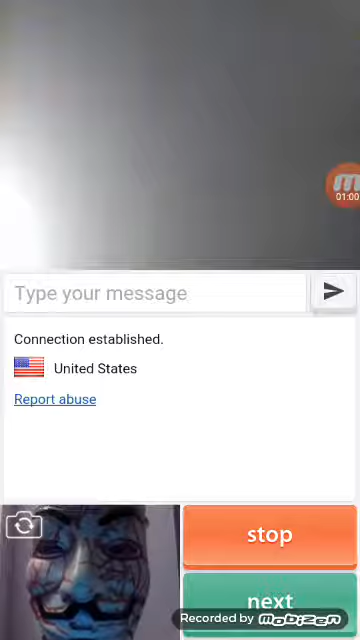 01:00
Type your message
Connection established.
United States
Report abuse
stop
next
Recorded by MOBIZEN